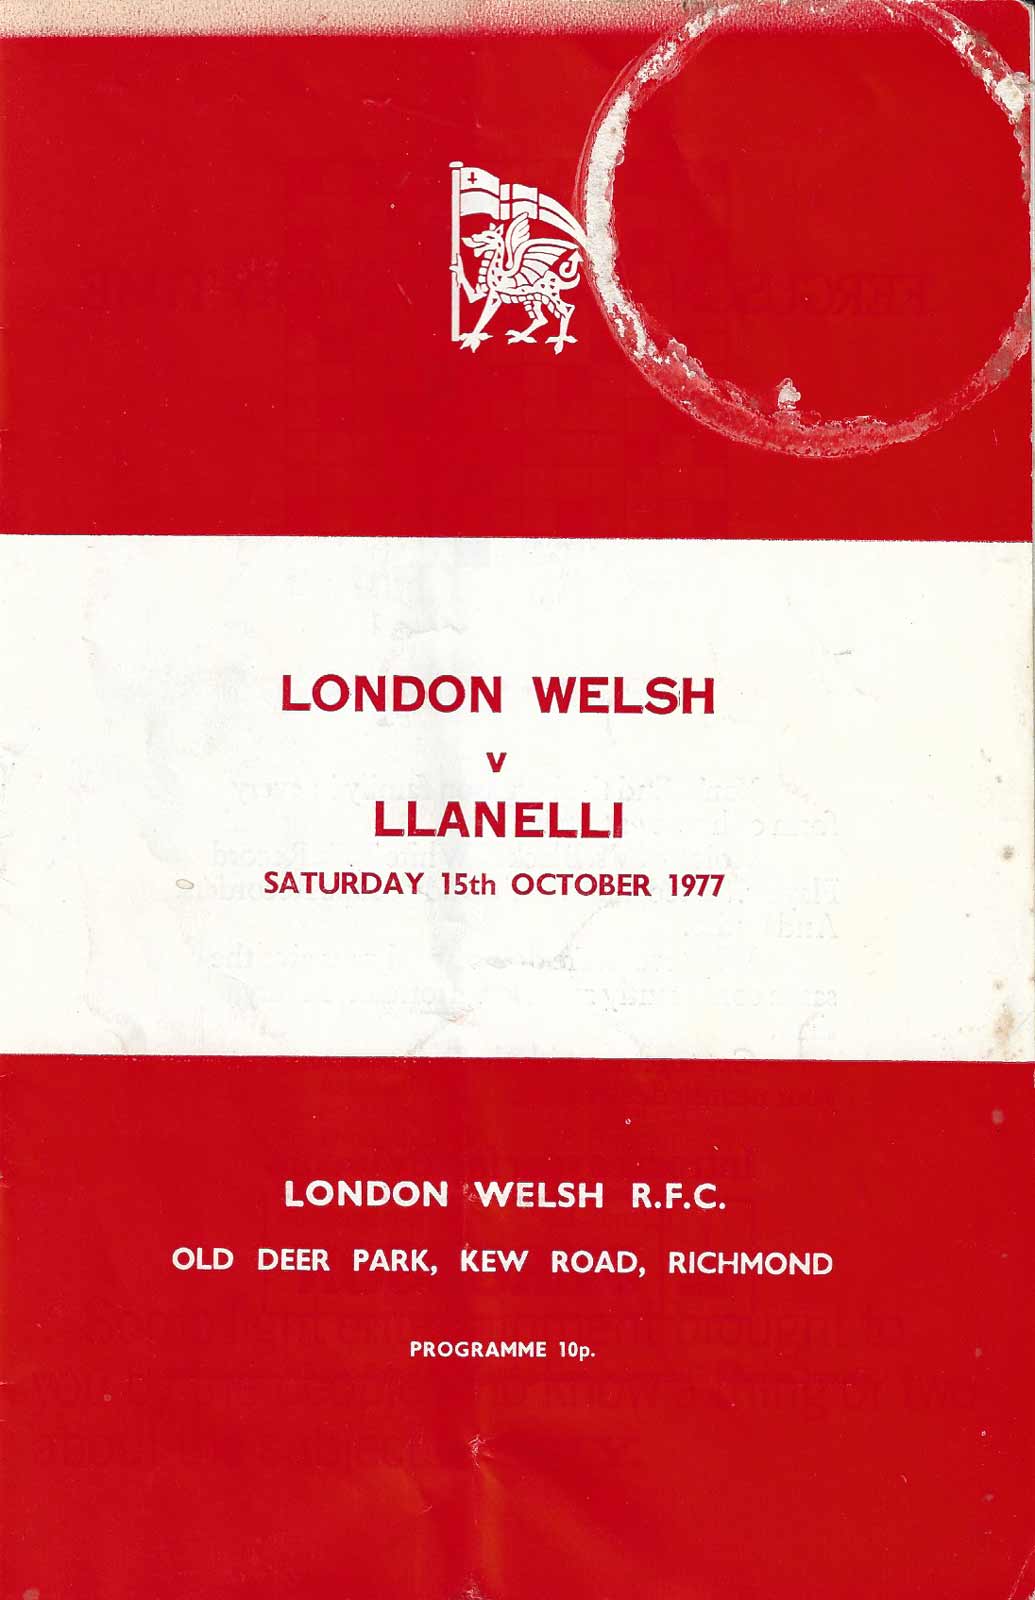 LONDON WELSH
v
LLANELLI
SATURDAY 15th OCTOBER 1977
LONDON WELSH R.F.C.
OLD DEER PARK, KEW ROAD, RICHMOND
PROGRAMME 10p.